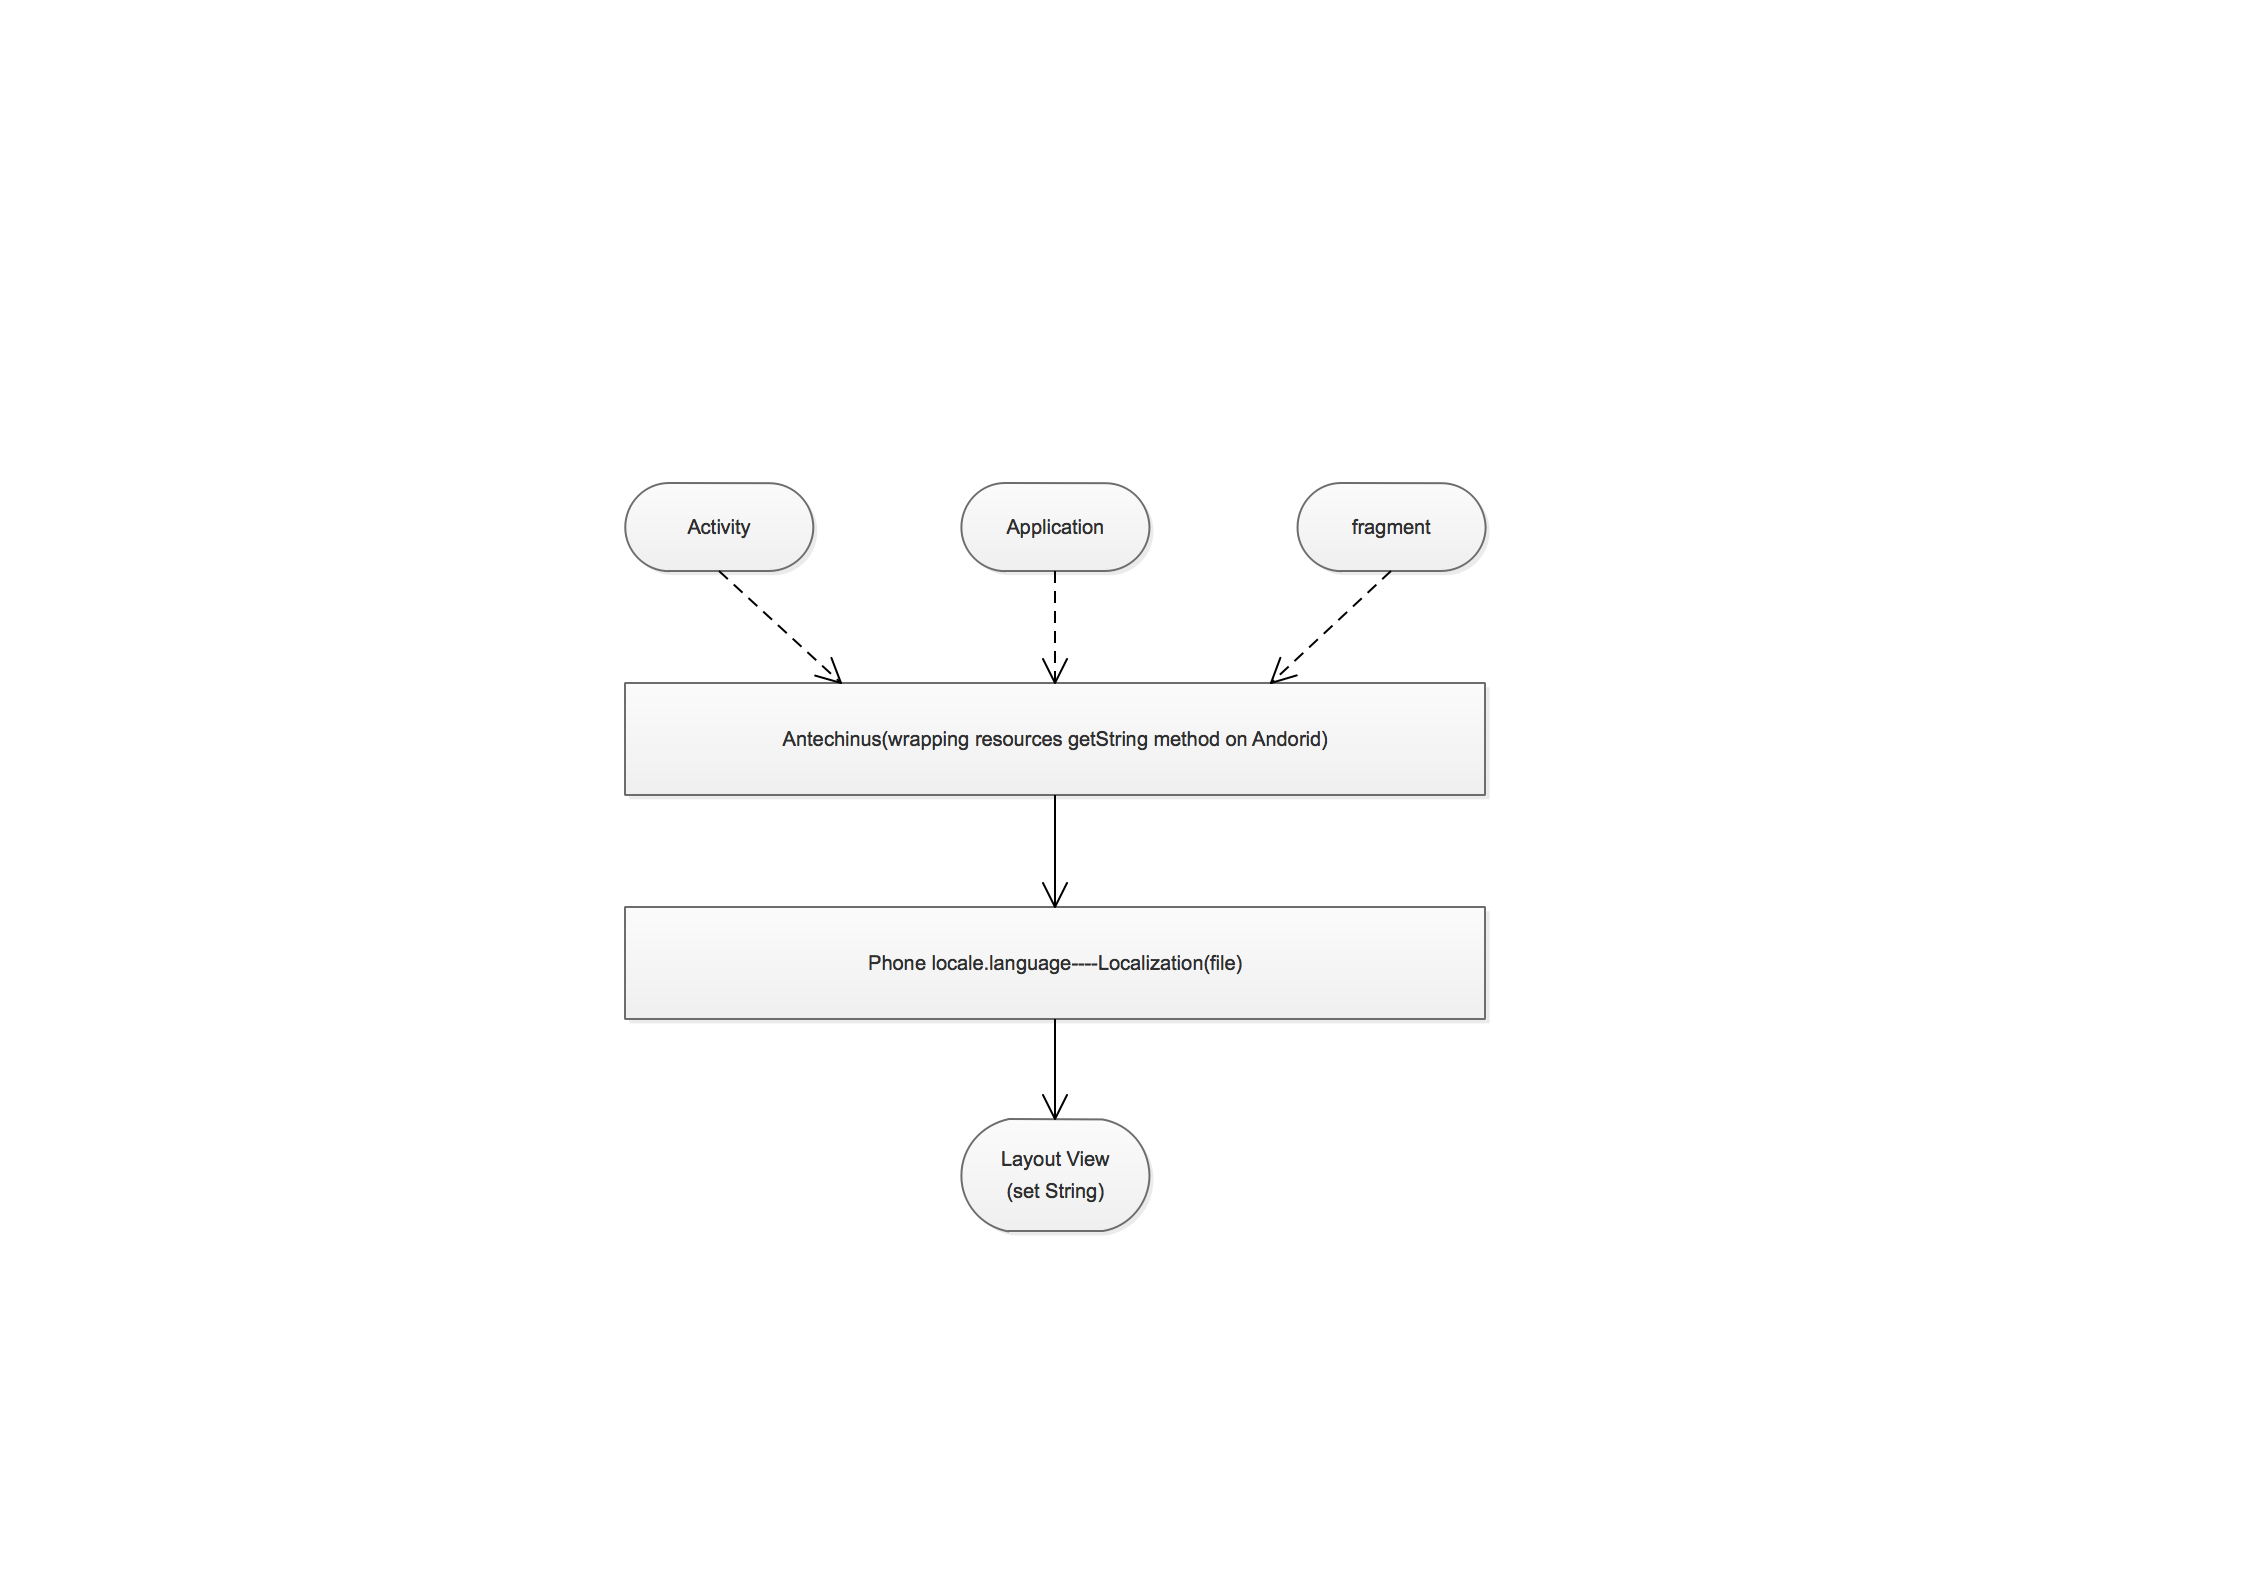 Activity
Application
fragment
Antechinus(wrapping resources getString method on Andorid)
Phone locale.language----Localization(file)
Layout View
(set String)